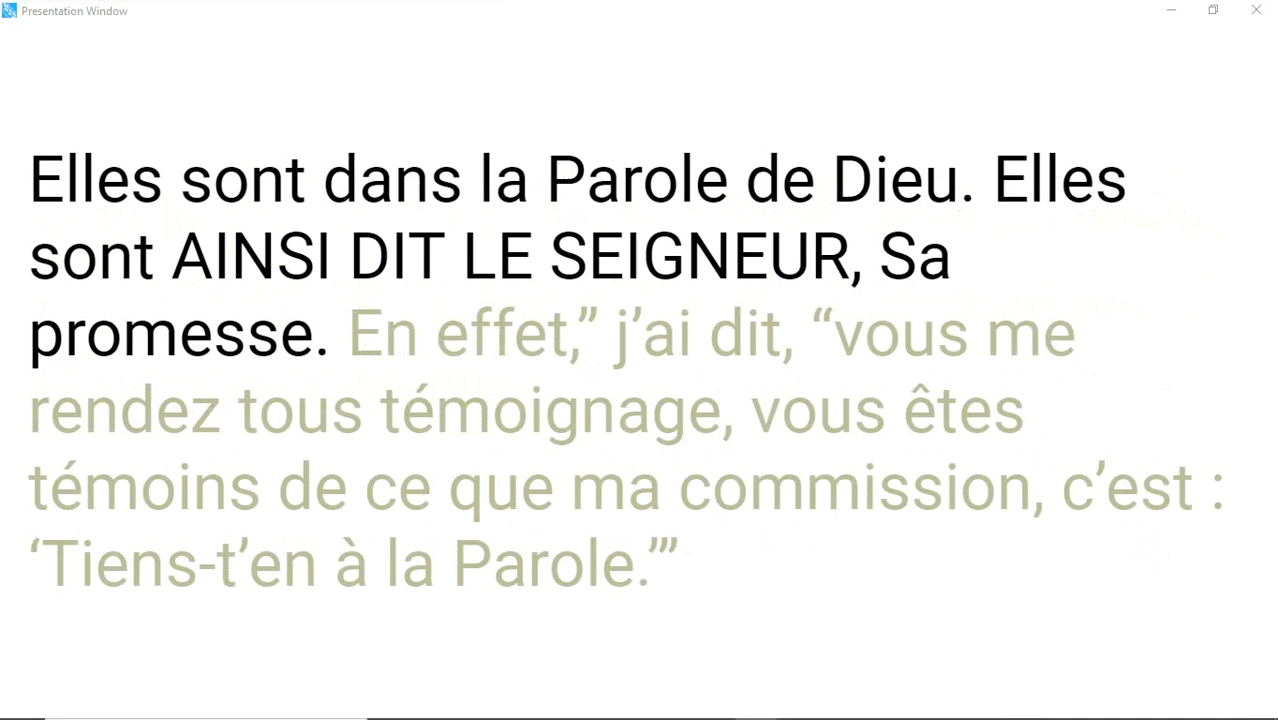 Presentation Window
Elles sont dans la Parole de Dieu. Elles
sont AINSI DIT LE SEIGNEUR, Sa
promesse. En effet,” j’ai dit, “vous me
rendez tous témoignage, vous êtes
témoins de ce que ma commission, c’est :
‘Tiens-t’en à la Parole.’”